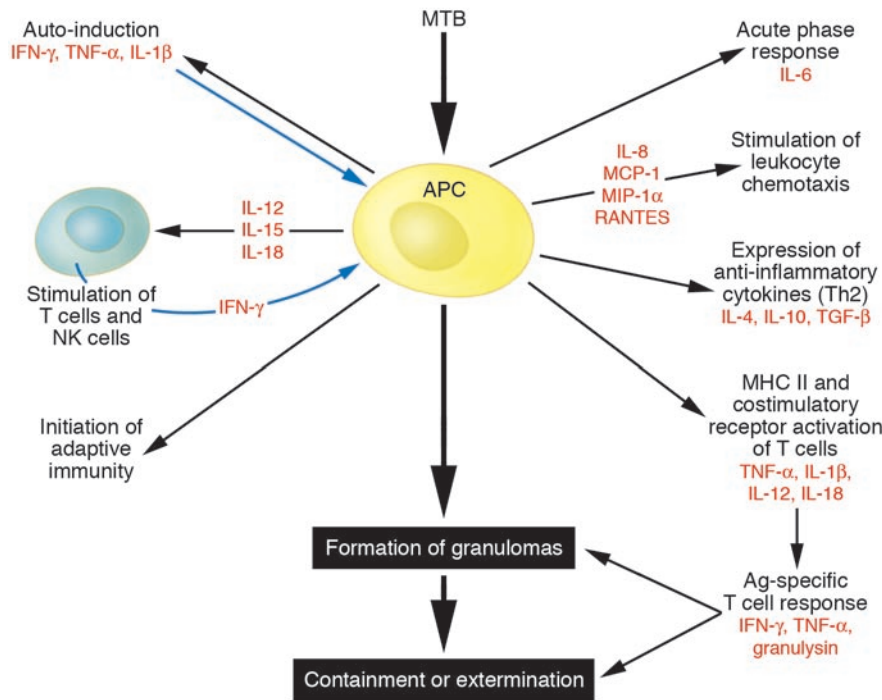 MTB
Auto-induction
IFN-γ, TNF-α, IL-1β
Acute phase
response
IL-6
IL-8
MCP-1
MIP-1α
RANTES
Stimulation of
leukocyte
chemotaxis
APC
IL-12
IL-15
IL-18
Stimulation of
T cells and
NK cells
IFN-γ
Expression of
anti-inflammatory
cytokines (Th2)
IL-4, IL-10, TGF-β
Initiation of
adaptive
immunity
MHC II and
costimulatory
receptor activation
of T cells
TNF-α, IL-1β,
IL-12, IL-18
Formation of granulomas
Ag-specific
T cell response
IFN-γ, TNF-α,
granulysin
Containment or extermination